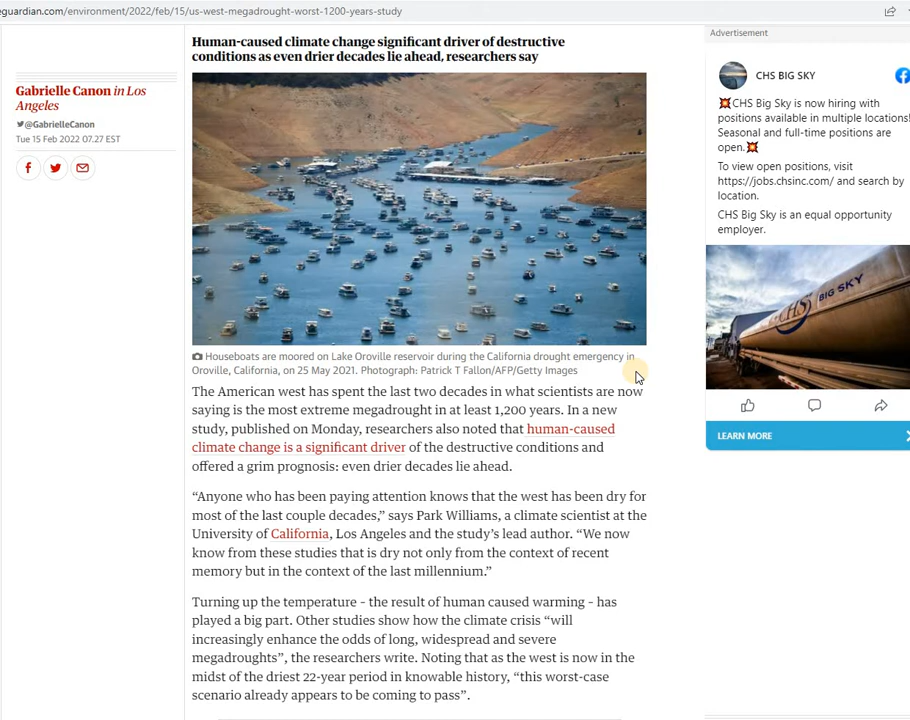 eguardian.com/environment/2022/feb/15/us-west-megadrought-worst-1200-years-study
Human-caused climate change significant driver of destructive
conditions as even drier decades lie ahead, researchers say
Gabrielle Canon in Los
Angeles
@GabrielleCanon
Tue 15 Feb 2022 07.27 EST
Houseboats are moored on Lake Oroville reservoir during the California drought emergency in
Oroville, California, on 25 May 2021. Photograph: Patrick T Fallon/AFP/Getty Images
The American west has spent the last two decades in what scientists are now
saying is the most extreme megadrought in at least 1,200 years. In a new
study, published on Monday, researchers also noted that human-caused
climate change is a significant driver of the destructive conditions and
offered a grim prognosis: even drier decades lie ahead.
“Anyone who has been paying attention knows that the west has been dry for
most of the last couple decades,” says Park Williams, a climate scientist at the
University of California, Los Angeles and the study’s lead author. “We now
know from these studies that is dry not only from the context of recent
memory but in the context of the last millennium.”
Turning up the temperature – the result of human caused warming – has
played a big part. Other studies show how the climate crisis “will
increasingly enhance the odds of long, widespread and severe
megadroughts”, the researchers write. Noting that as the west is now in the
midst of the driest 22-year period in knowable history, “this worst-case
scenario already appears to be coming to pass”.
Advertisement
CHS BIG SKY
💥CHS Big Sky is now hiring with
positions available in multiple locations!
Seasonal and full-time positions are
open.💥
To view open positions, visit
https://jobs.chsinc.com/ and search by
location.
CHS Big Sky is an equal opportunity
employer.
CHS BIG SKY
LEARN MORE